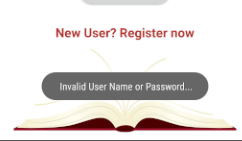 New User? Register now
Invalid User Name or Password...